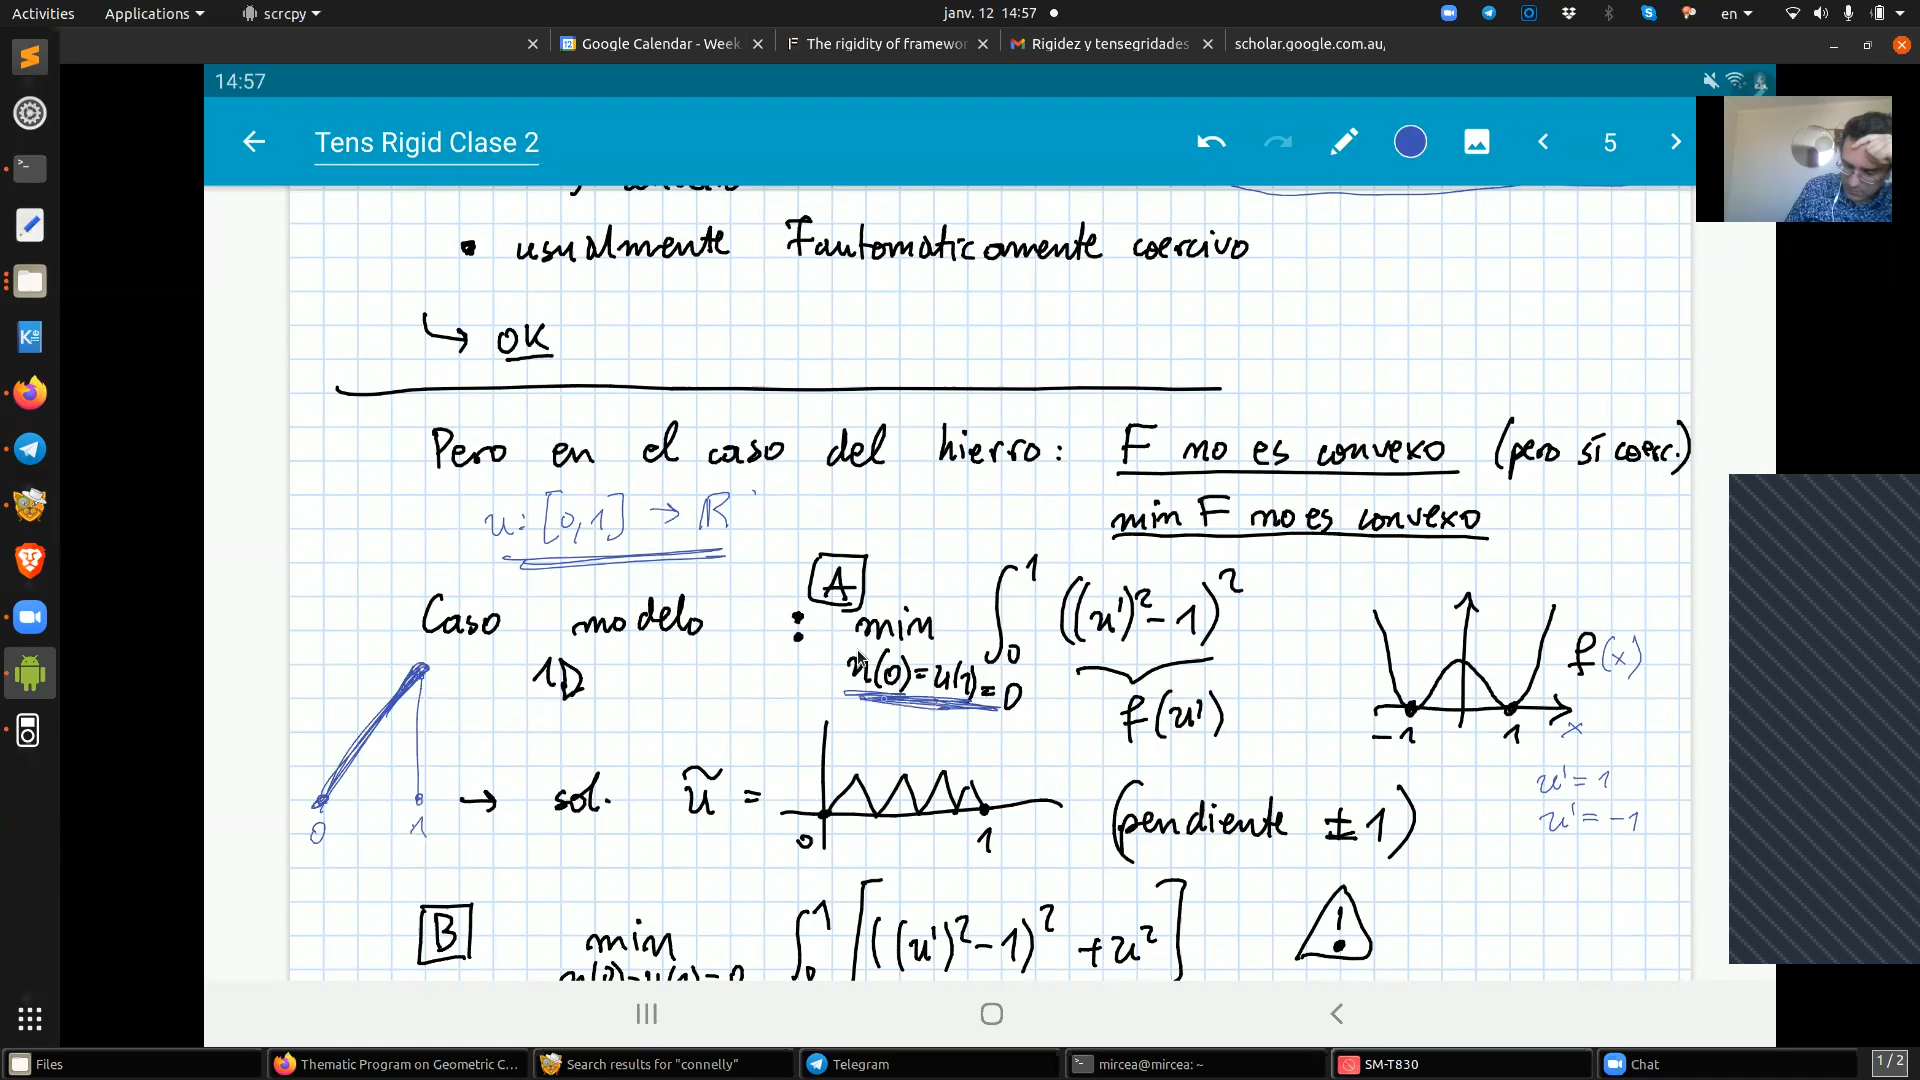 Activities Applications scrcpy janv. 12 14:57 en
Google Calendar - Week The rigidity of framewor Rigidez y tensegridades scholar.google.com.au,
14:57
Tens Rigid Clase 2 5
• usualmente F automaticamente coercivo
↳ OK
Pero en el caso del hierro: F no es convexo (pero sí coerc.)
u: [0,1] → ℝ min F no es convexo
A
Caso modelo : min ∫₀¹ ((u')² - 1)² f(x)
1D u(0)=u(1)=0 f(u') -1 1 x
u' = 1
→ sol. ũ = (pendiente ± 1) u' = -1
0 1 0 1
B min ∫₀¹ [((u')² - 1)² + u²] !
u(0)=u(1)=0
Files Thematic Program on Geometric C... Search results for "connelly" Telegram mircea@mircea: ~ SM-T830 Chat 1 / 2